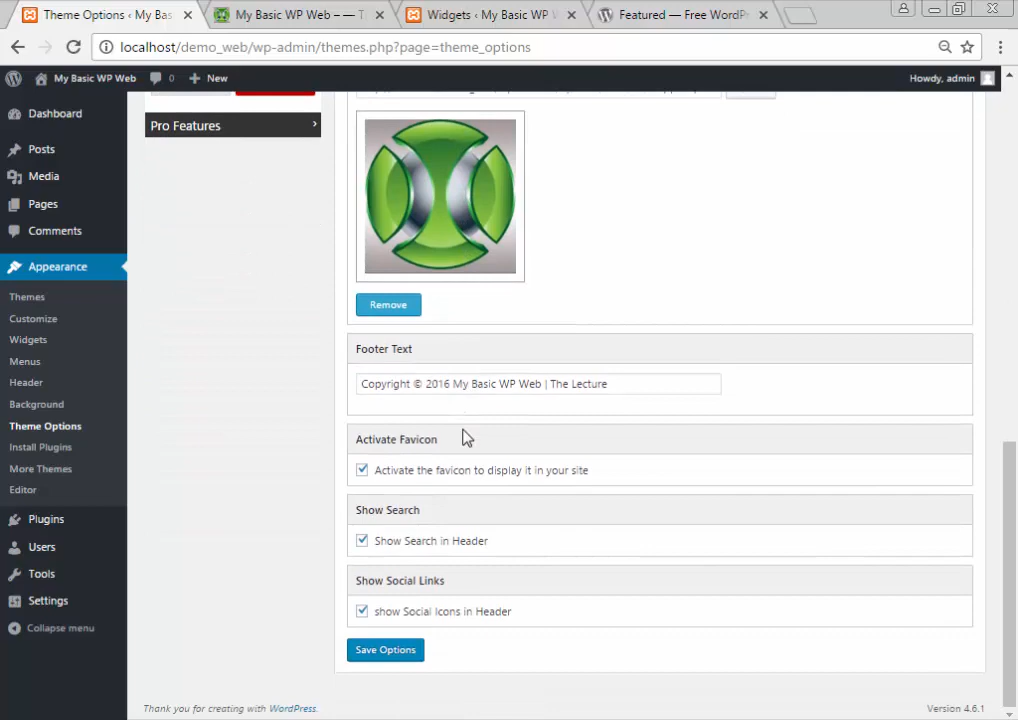 Theme Options ‹ My Bas
My Basic WP Web – — T
Widgets ‹ My Basic WP W
Featured — Free WordPr
localhost/demo_web/wp-admin/themes.php?page=theme_options
My Basic WP Web
0
New
Howdy, admin
Dashboard
Posts
Media
Pages
Comments
Appearance
Themes
Customize
Widgets
Menus
Header
Background
Theme Options
Install Plugins
More Themes
Editor
Plugins
Users
Tools
Settings
Collapse menu
Pro Features
Remove
Footer Text
Copyright © 2016 My Basic WP Web | The Lecture
Activate Favicon
Activate the favicon to display it in your site
Show Search
Show Search in Header
Show Social Links
show Social Icons in Header
Save Options
Thank you for creating with WordPress.
Version 4.6.1